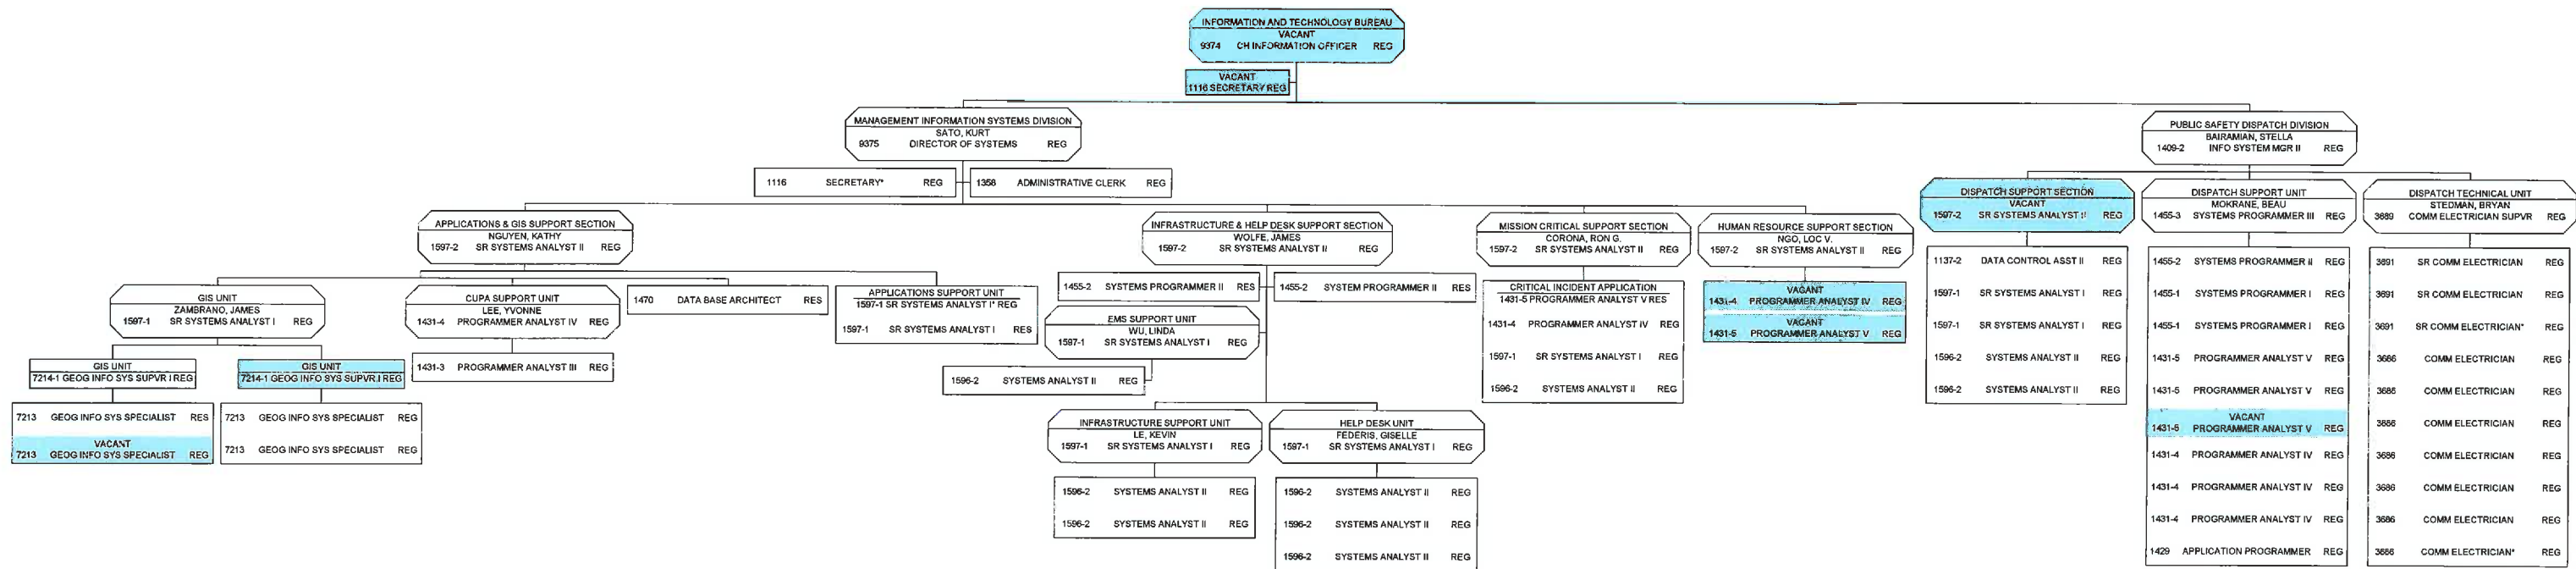 INFORMATION AND TECHNOLOGY BUREAU
VACANT
9374 CH INFORMATION OFFICER REG
VACANT
1116 SECRETARY REG
MANAGEMENT INFORMATION SYSTEMS DIVISION
SATO, KURT
9375 DIRECTOR OF SYSTEMS REG
1116 SECRETARY* REG
1358 ADMINISTRATIVE CLERK REG
APPLICATIONS & GIS SUPPORT SECTION
NGUYEN, KATHY
1597-2 SR SYSTEMS ANALYST II REG
GIS UNIT
ZAMBRANO, JAMES
1597-1 SR SYSTEMS ANALYST I REG
GIS UNIT
7214-1 GEOG INFO SYS SUPVR I REG
7213 GEOG INFO SYS SPECIALIST RES
VACANT
7213 GEOG INFO SYS SPECIALIST REG
GIS UNIT
7214-1 GEOG INFO SYS SUPVR I REG
7213 GEOG INFO SYS SPECIALIST REG
7213 GEOG INFO SYS SPECIALIST REG
CUPA SUPPORT UNIT
LEE, YVONNE
1431-4 PROGRAMMER ANALYST IV REG
1431-3 PROGRAMMER ANALYST III REG
1470 DATA BASE ARCHITECT RES
APPLICATIONS SUPPORT UNIT
1597-1 SR SYSTEMS ANALYST I* REG
1597-1 SR SYSTEMS ANALYST I RES
INFRASTRUCTURE & HELP DESK SUPPORT SECTION
WOLFE, JAMES
1597-2 SR SYSTEMS ANALYST II REG
1455-2 SYSTEMS PROGRAMMER II RES
1455-2 SYSTEM PROGRAMMER II RES
EMS SUPPORT UNIT
WU, LINDA
1597-1 SR SYSTEMS ANALYST I REG
1596-2 SYSTEMS ANALYST II REG
INFRASTRUCTURE SUPPORT UNIT
LE, KEVIN
1597-1 SR SYSTEMS ANALYST I REG
1596-2 SYSTEMS ANALYST II REG
1596-2 SYSTEMS ANALYST II REG
HELP DESK UNIT
FEDERIS, GISELLE
1597-1 SR SYSTEMS ANALYST I REG
1596-2 SYSTEMS ANALYST II REG
1596-2 SYSTEMS ANALYST II REG
1596-2 SYSTEMS ANALYST II REG
MISSION CRITICAL SUPPORT SECTION
CORONA, RON G.
1597-2 SR SYSTEMS ANALYST II REG
CRITICAL INCIDENT APPLICATION
1431-5 PROGRAMMER ANALYST V RES
1431-4 PROGRAMMER ANALYST IV REG
1597-1 SR SYSTEMS ANALYST I REG
1596-2 SYSTEMS ANALYST II REG
HUMAN RESOURCE SUPPORT SECTION
NGO, LOC V.
1597-2 SR SYSTEMS ANALYST II REG
VACANT
1431-4 PROGRAMMER ANALYST IV REG
VACANT
1431-5 PROGRAMMER ANALYST V REG
PUBLIC SAFETY DISPATCH DIVISION
BAIRAMIAN, STELLA
1409-2 INFO SYSTEM MGR II REG
DISPATCH SUPPORT SECTION
VACANT
1597-2 SR SYSTEMS ANALYST II REG
1137-2 DATA CONTROL ASST II REG
1597-1 SR SYSTEMS ANALYST I REG
1597-1 SR SYSTEMS ANALYST I REG
1596-2 SYSTEMS ANALYST II REG
1596-2 SYSTEMS ANALYST II REG
DISPATCH SUPPORT UNIT
MOKRANE, BEAU
1455-3 SYSTEMS PROGRAMMER III REG
1455-2 SYSTEMS PROGRAMMER II REG
1455-1 SYSTEMS PROGRAMMER I REG
1455-1 SYSTEMS PROGRAMMER I REG
1431-5 PROGRAMMER ANALYST V REG
1431-5 PROGRAMMER ANALYST V REG
VACANT
1431-5 PROGRAMMER ANALYST V REG
1431-4 PROGRAMMER ANALYST IV REG
1431-4 PROGRAMMER ANALYST IV REG
1431-4 PROGRAMMER ANALYST IV REG
1429 APPLICATION PROGRAMMER REG
DISPATCH TECHNICAL UNIT
STEDMAN, BRYAN
3689 COMM ELECTRICIAN SUPVR REG
3691 SR COMM ELECTRICIAN REG
3691 SR COMM ELECTRICIAN REG
3691 SR COMM ELECTRICIAN* REG
3686 COMM ELECTRICIAN REG
3686 COMM ELECTRICIAN REG
3686 COMM ELECTRICIAN REG
3686 COMM ELECTRICIAN REG
3686 COMM ELECTRICIAN REG
3686 COMM ELECTRICIAN REG
3686 COMM ELECTRICIAN* REG